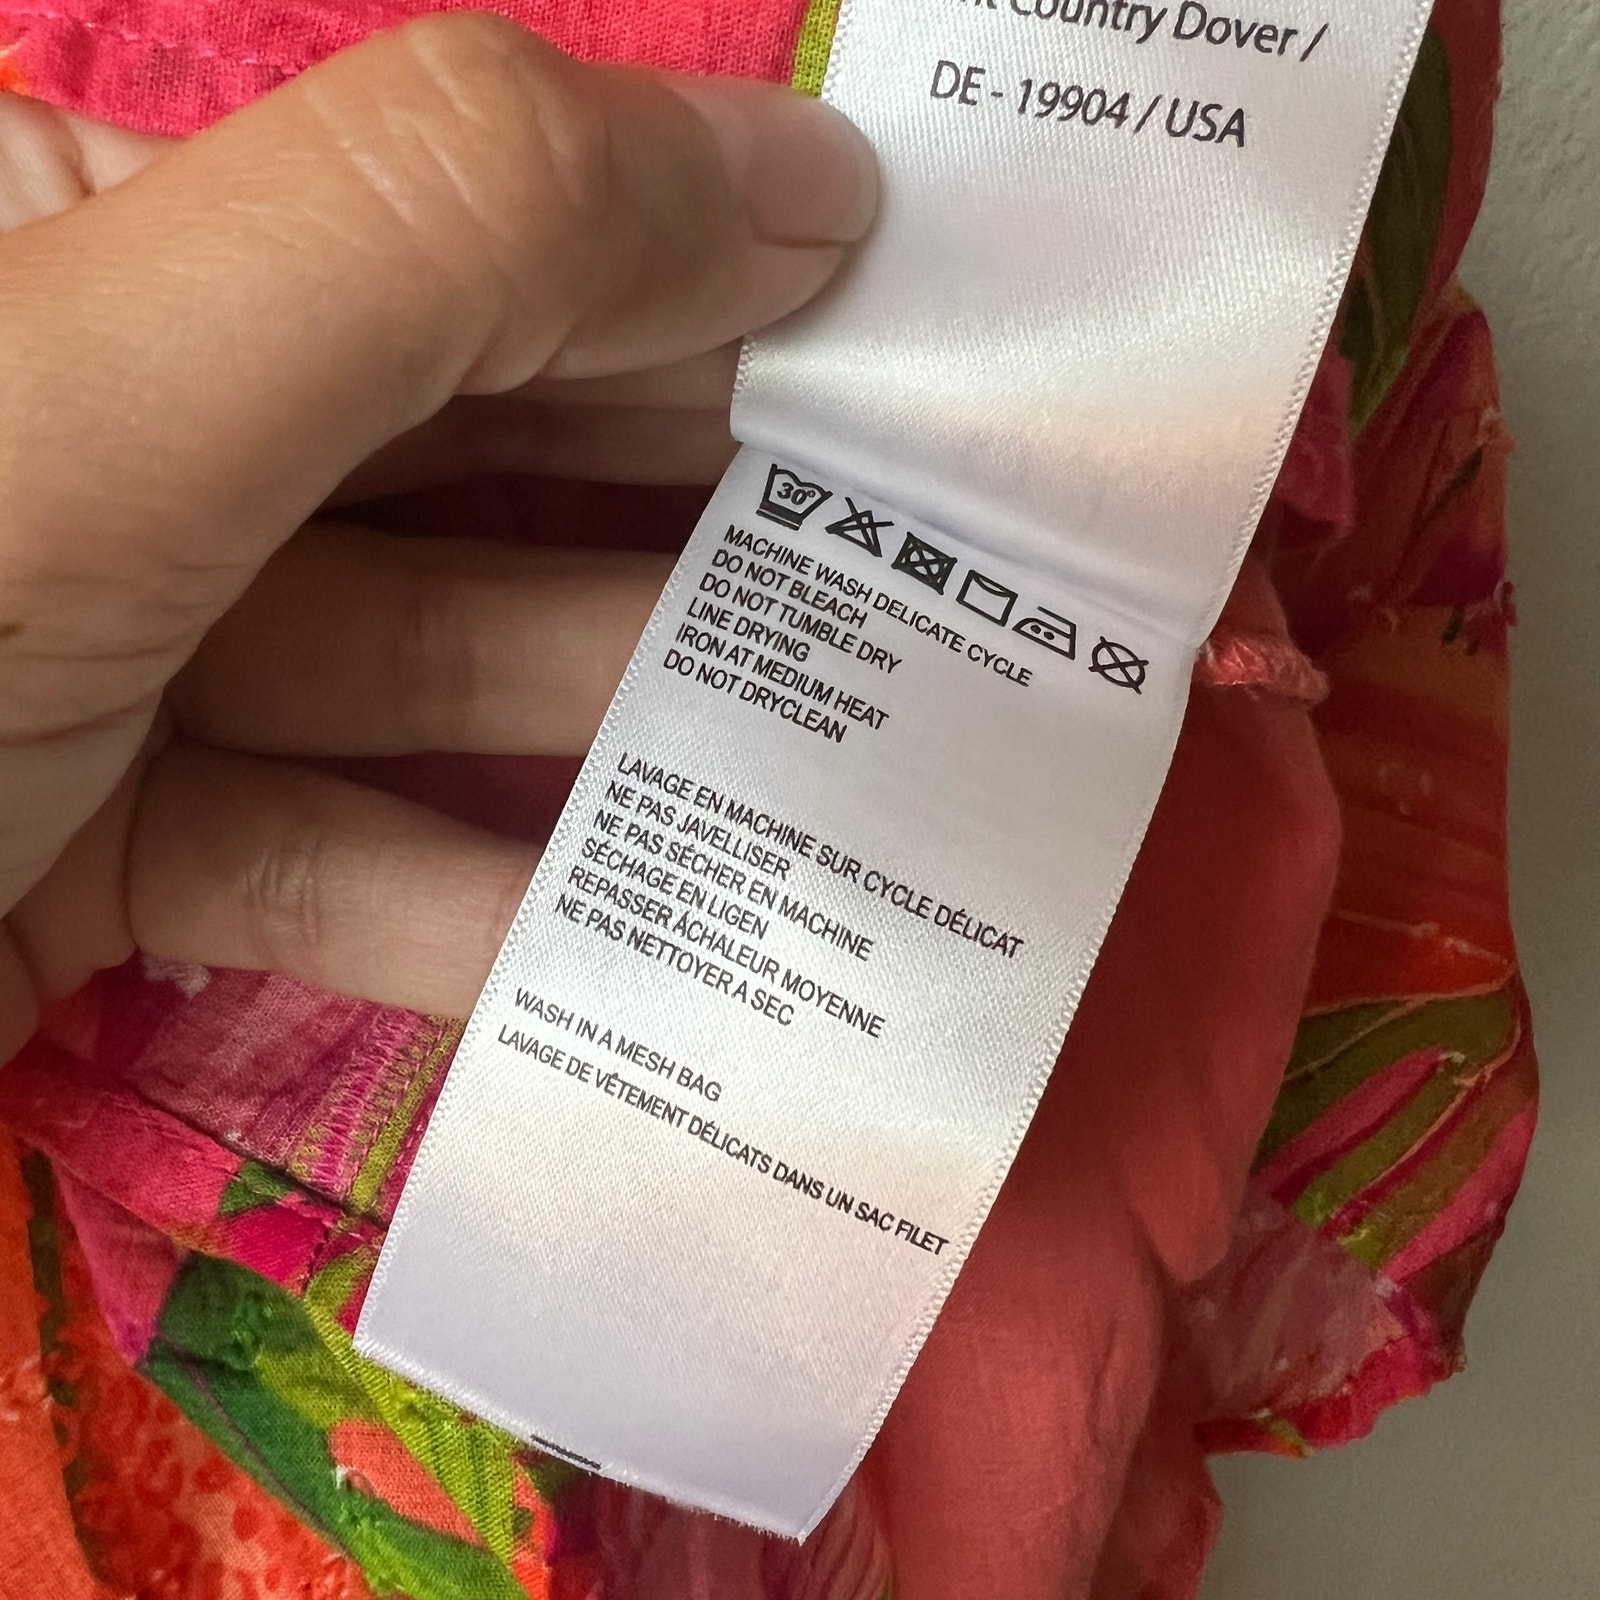 Country Dover /
DE - 19904 / USA
30°
MACHINE WASH DELICATE CYCLE
DO NOT BLEACH
DO NOT TUMBLE DRY
LINE DRYING
IRON AT MEDIUM HEAT
DO NOT DRYCLEAN
LAVAGE EN MACHINE SUR CYCLE DÉLICAT
NE PAS JAVELLISER
NE PAS SÉCHER EN MACHINE
SÉCHAGE EN LIGEN
REPASSER ÀCHALEUR MOYENNE
NE PAS NETTOYER A SEC
WASH IN A MESH BAG
LAVAGE DE VÊTEMENT DÉLICATS DANS UN SAC FILET